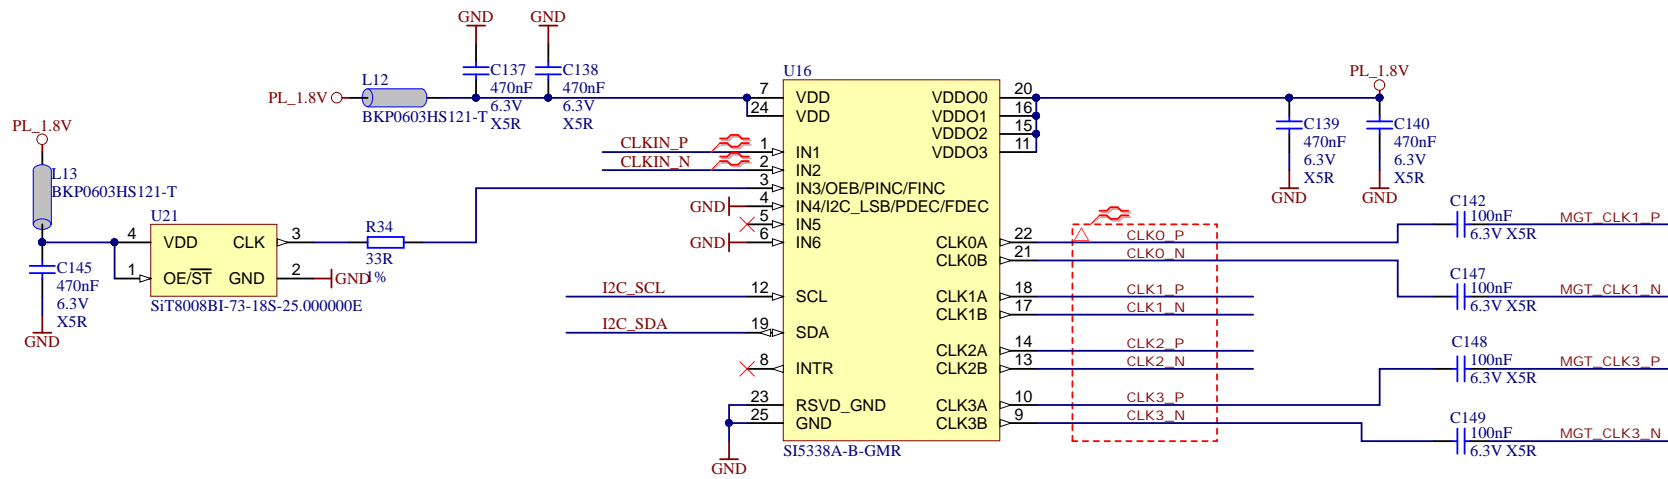 GND
GND
U16
PL_1.8V
L12
C137
470nF
6.3V
X5R
C138
470nF
6.3V
X5R
PL_1.8V
BKP0603HS121-T
7
VDD
24
VDD
VDDO0
20
VDDO1
16
VDDO2
15
VDDO3
11
C139
470nF
6.3V
X5R
GND
C140
470nF
6.3V
X5R
GND
PL_1.8V
L13
BKP0603HS121-T
CLKIN_P
1
IN1
CLKIN_N
2
IN2
3
IN3/OEB/PINC/FINC
GND
4
IN4/I2C_LSB/PDEC/FDEC
5
IN5
GND
6
IN6
U21
4
VDD
CLK
3
1
OE/ST
GND
2
GND
SiT8008BI-73-18S-25.000000E
R34
33R
1%
C145
470nF
6.3V
X5R
GND
I2C_SCL
12
SCL
I2C_SDA
19
SDA
8
INTR
23
RSVD_GND
25
GND
GND
SI5338A-B-GMR
CLK0A
22
CLK0_P
CLK0B
21
CLK0_N
CLK1A
18
CLK1_P
CLK1B
17
CLK1_N
CLK2A
14
CLK2_P
CLK2B
13
CLK2_N
CLK3A
10
CLK3_P
CLK3B
9
CLK3_N
C142
100nF
6.3V X5R
MGT_CLK1_P
C147
100nF
6.3V X5R
MGT_CLK1_N
C148
100nF
6.3V X5R
MGT_CLK3_P
C149
100nF
6.3V X5R
MGT_CLK3_N